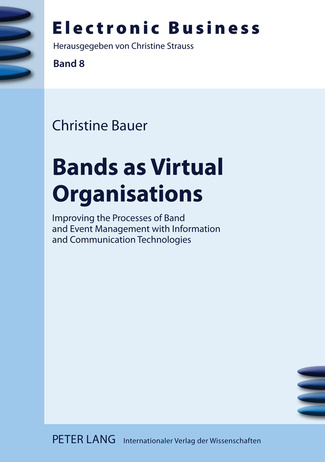 Electronic Business
Herausgegeben von Christine Strauss
Band 8
Christine Bauer
Bands as Virtual
Organisations
Improving the Processes of Band
and Event Management with Information
and Communication Technologies
PETER LANG Internationaler Verlag der Wissenschaften